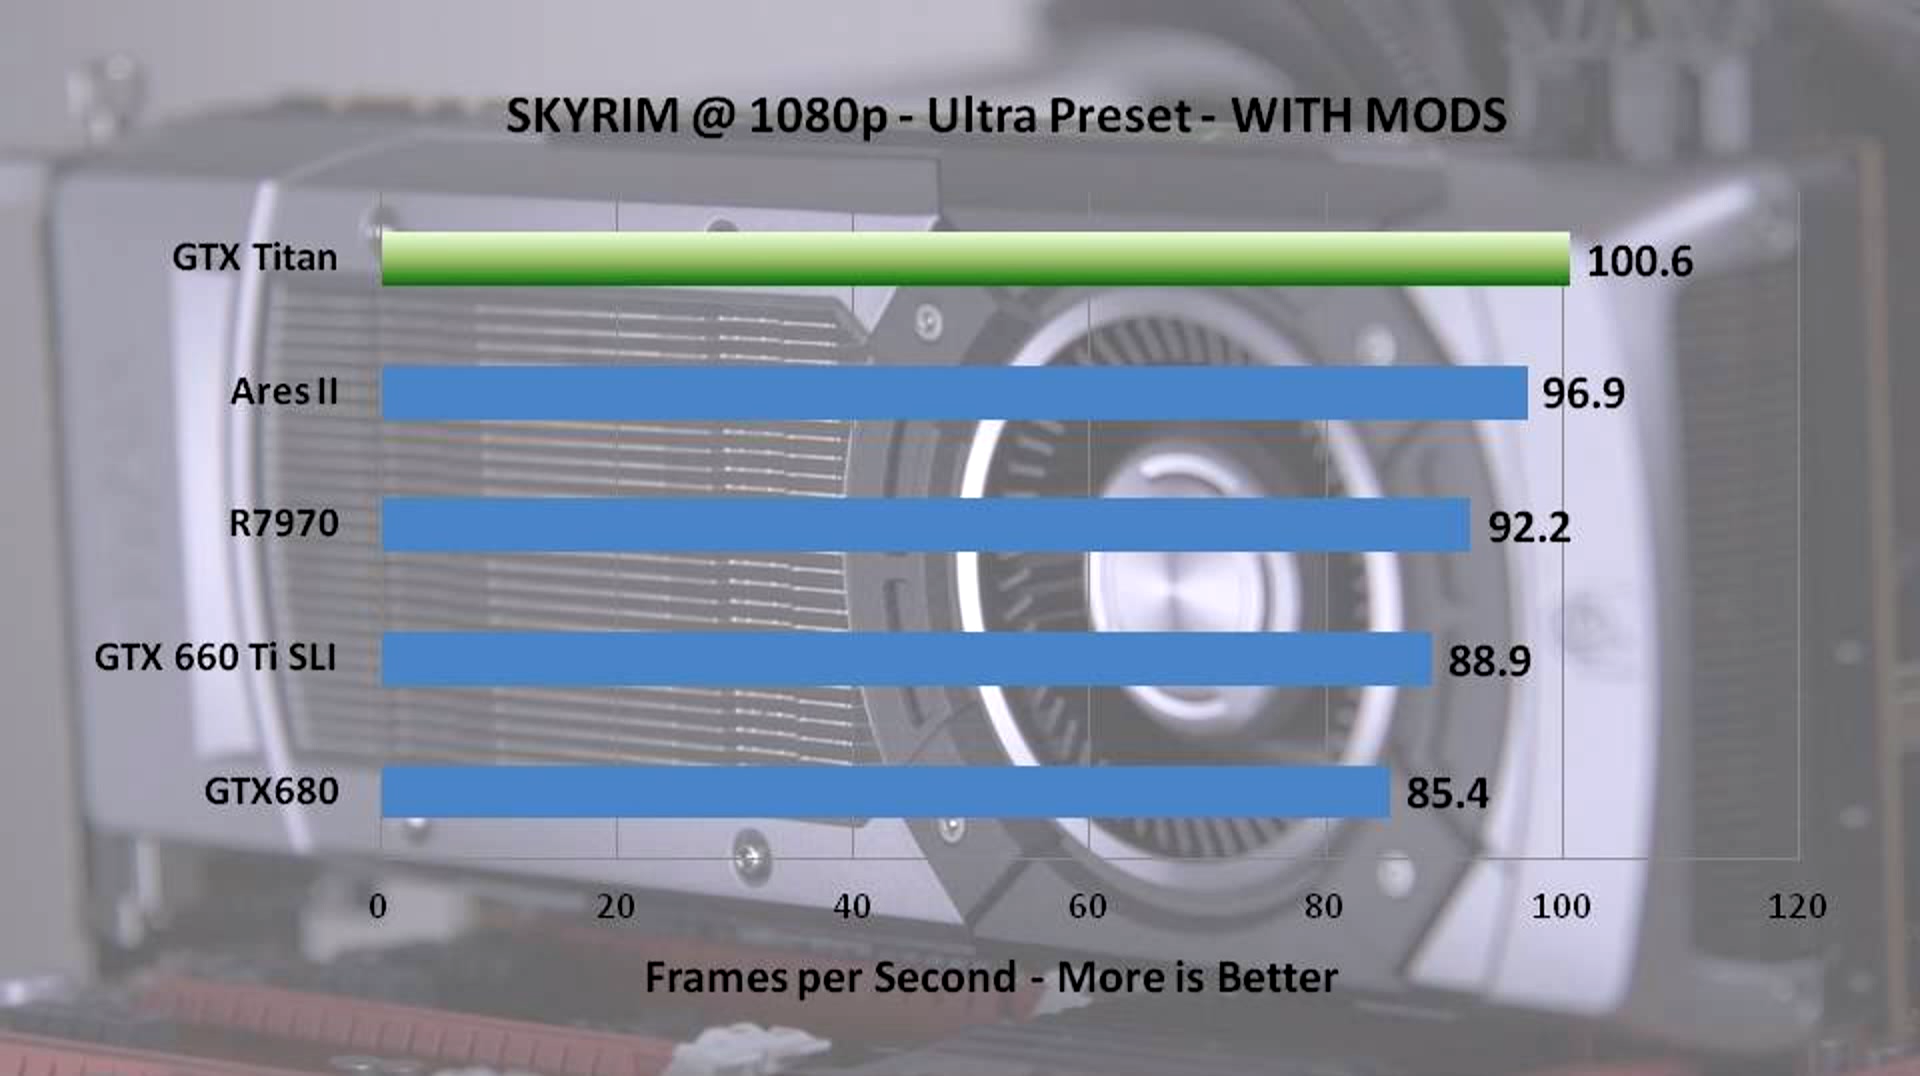 SKYRIM @ 1080p - Ultra Preset - WITH MODS
GTX Titan 100.6
Ares II 96.9
R7970 92.2
GTX 660 Ti SLI 88.9
GTX680 85.4
0 20 40 60 80 100 120
Frames per Second - More is Better